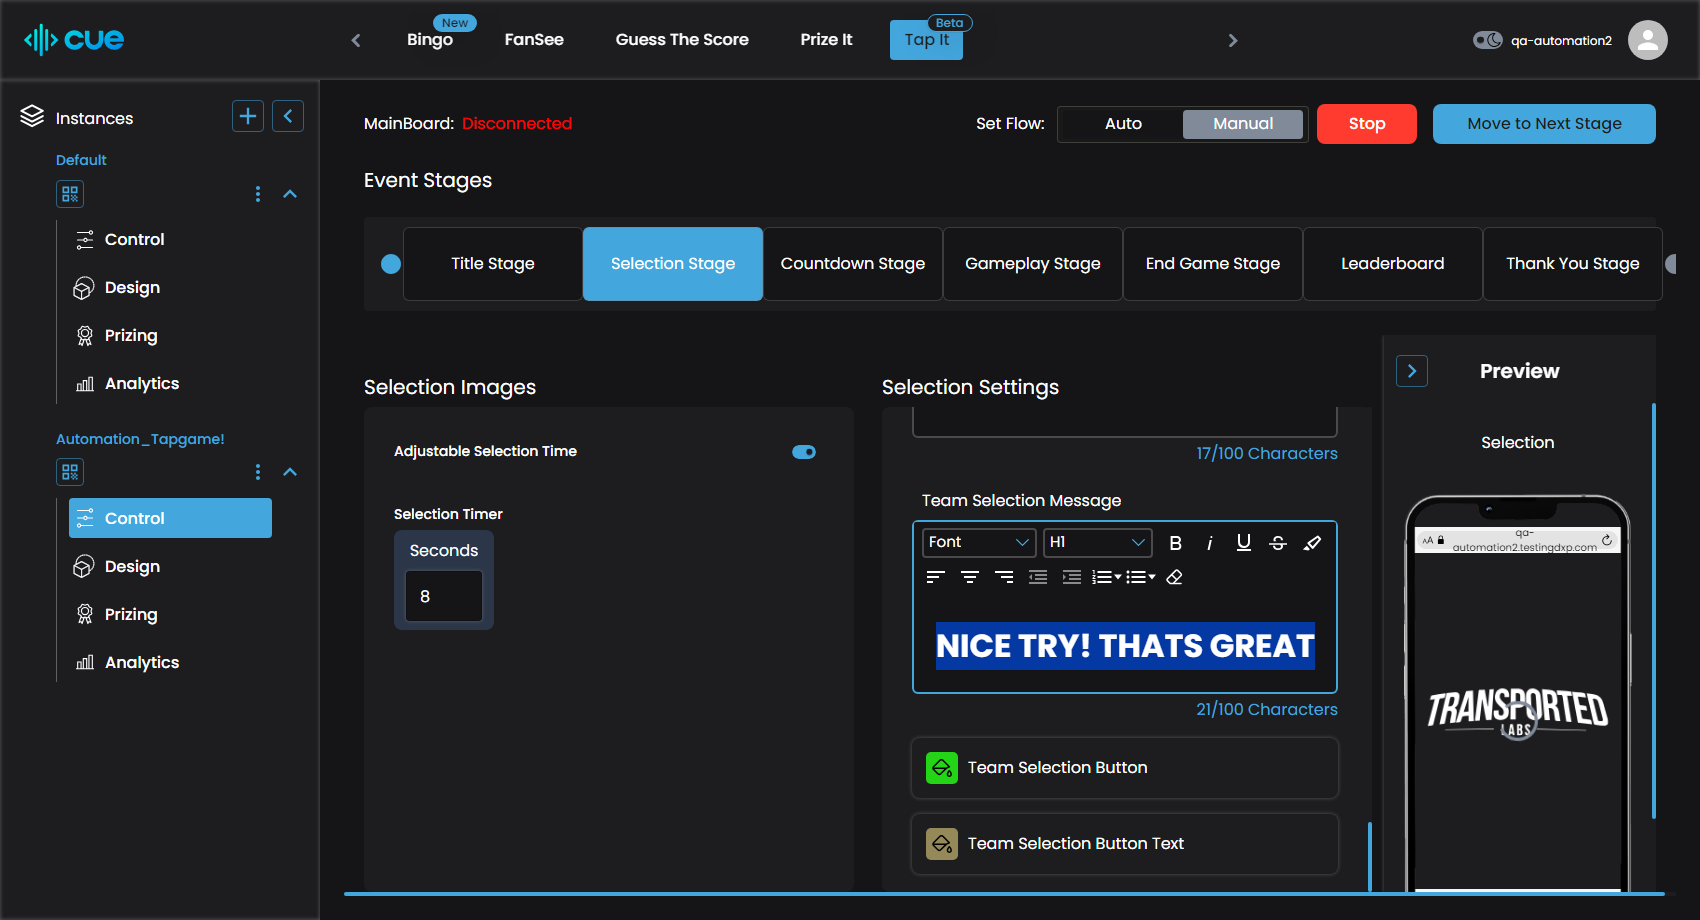 cue
New
Bingo
FanSee
Guess The Score
Prize It
Beta
Tap It
qa-automation2
Instances
Default
Control
Design
Prizing
Analytics
Automation_Tapgame!
Control
Design
Prizing
Analytics
MainBoard: Disconnected
Set Flow:
Auto
Manual
Stop
Move to Next Stage
Event Stages
Title Stage
Selection Stage
Countdown Stage
Gameplay Stage
End Game Stage
Leaderboard
Thank You Stage
Selection Images
Adjustable Selection Time
Selection Timer
Seconds
8
Selection Settings
17/100 Characters
Team Selection Message
Font
H1
B
i
U
S
NICE TRY! THATS GREAT
21/100 Characters
Team Selection Button
Team Selection Button Text
Preview
Selection
AA
qa-
automation2.testingdxp.com
TRANSPORTED
LABS